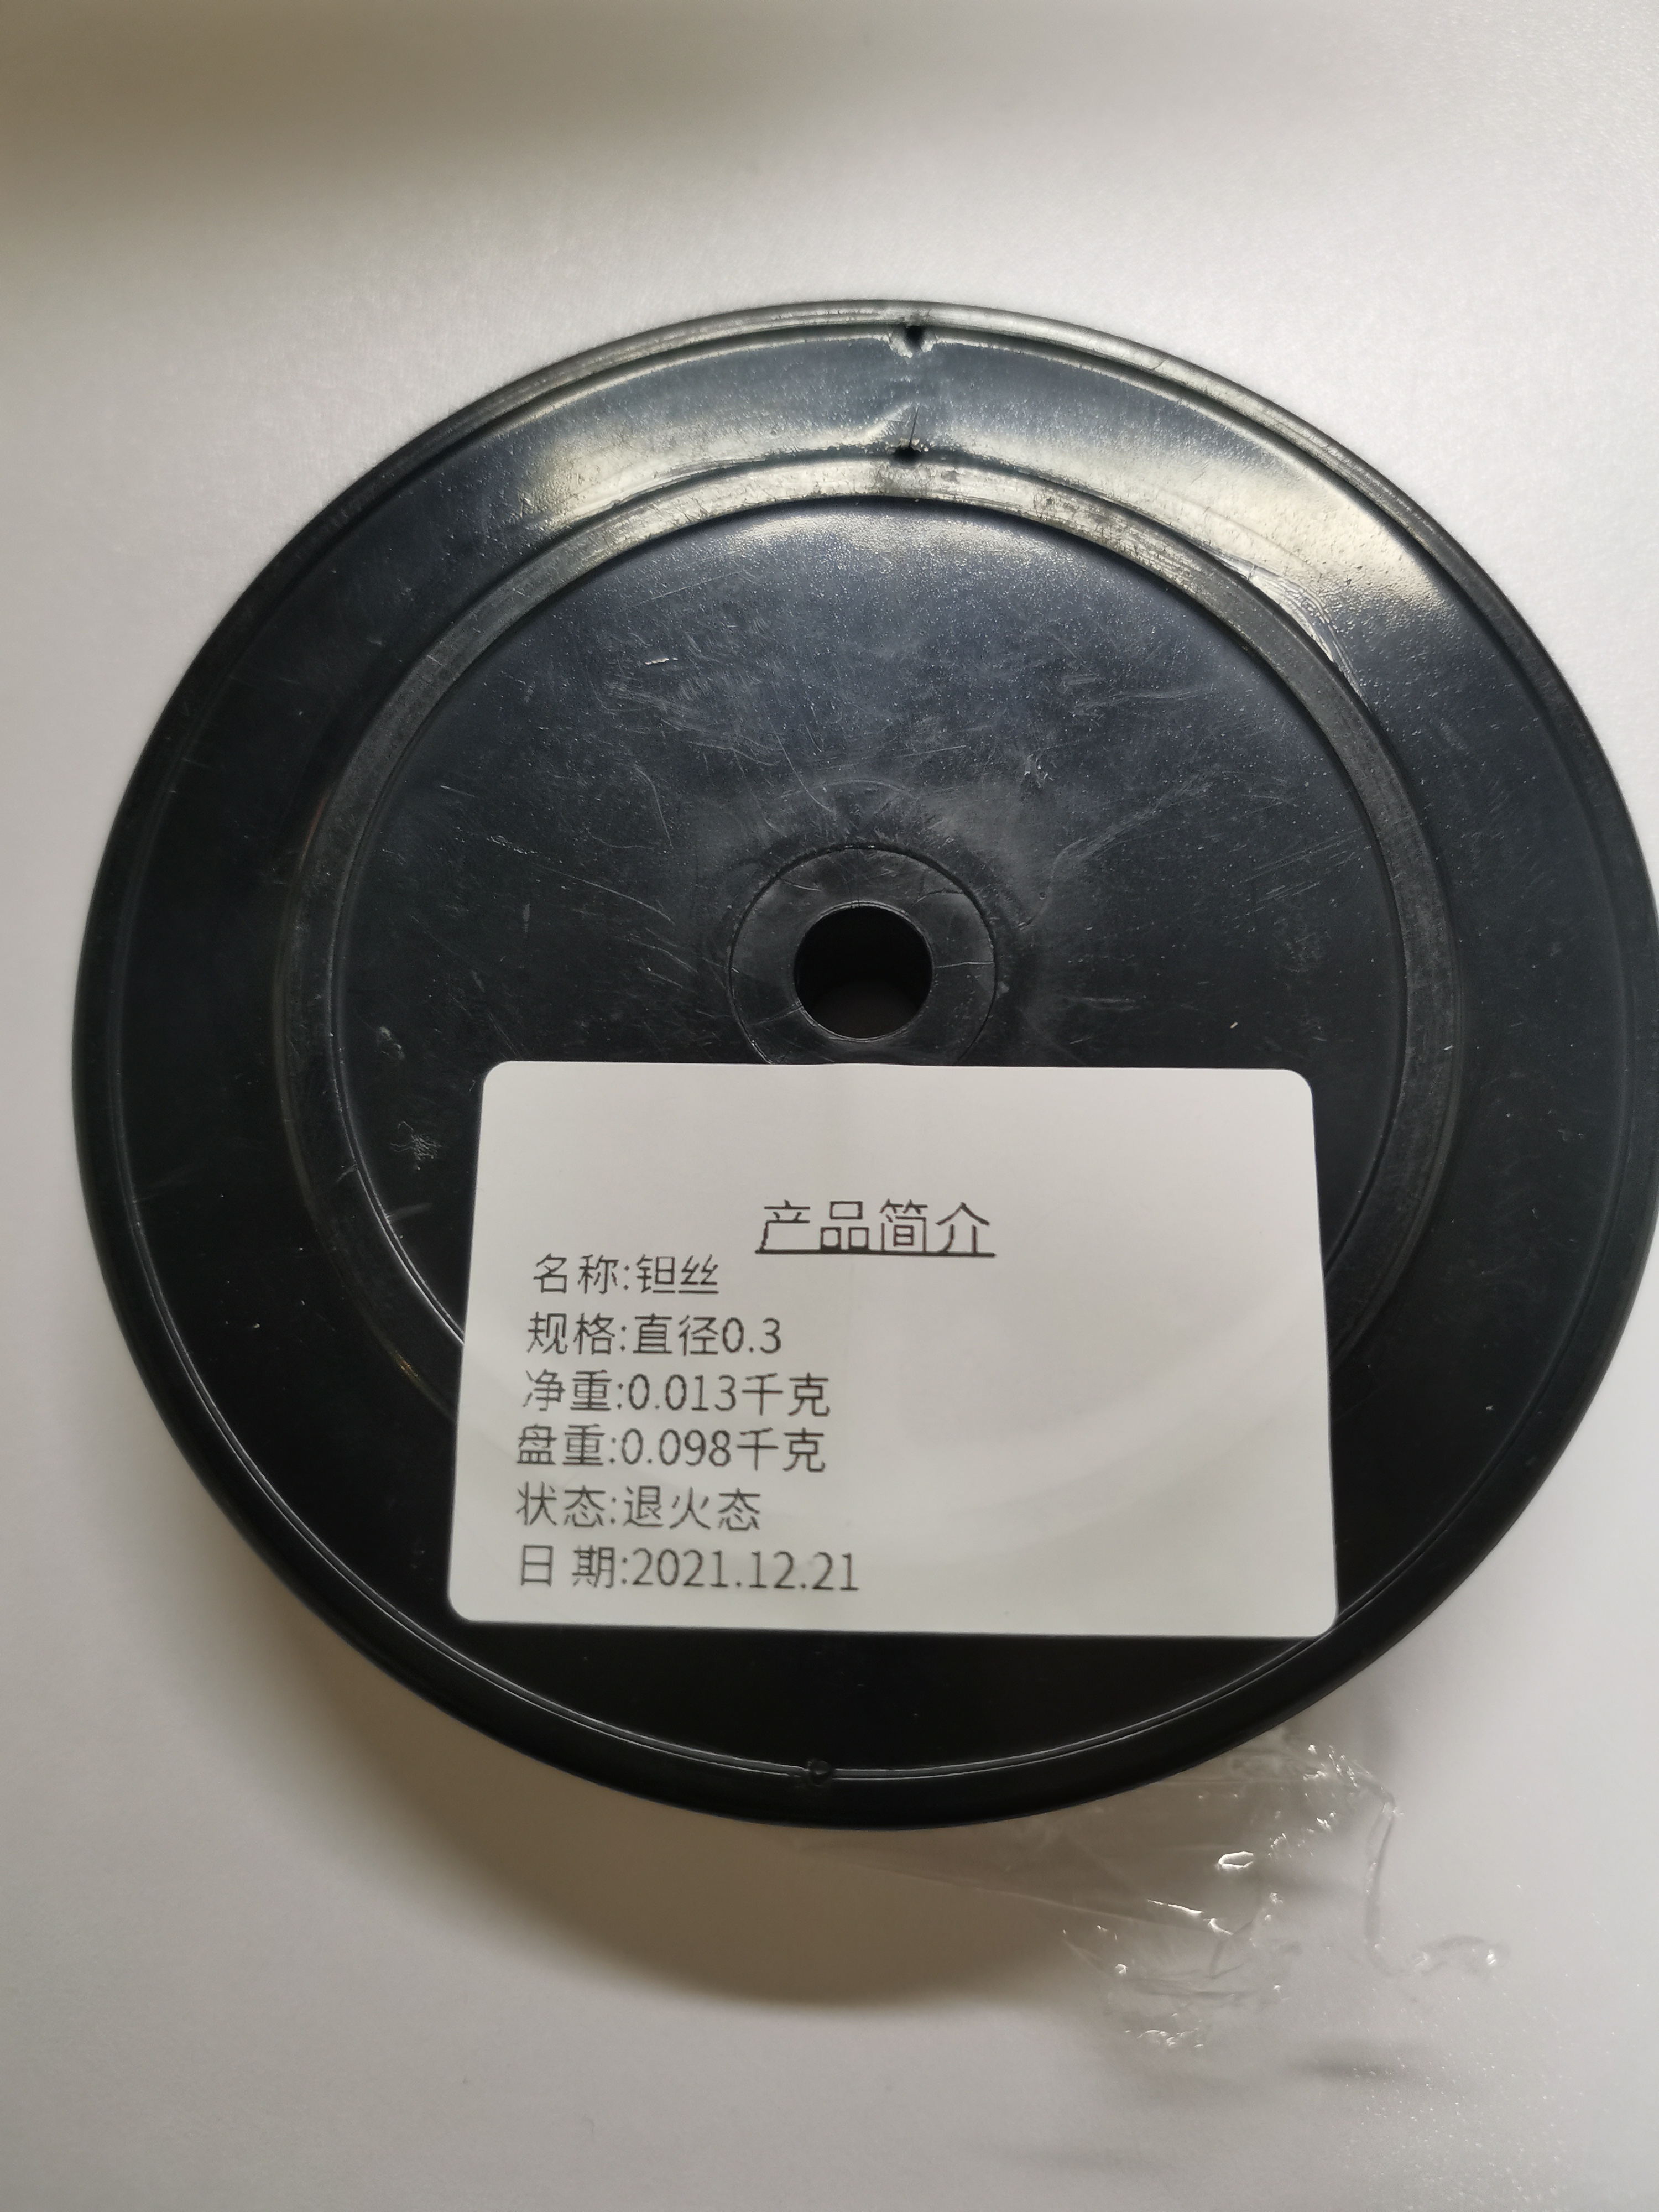 产品简介
名称:钽丝
规格:直径0.3
净重:0.013千克
盘重:0.098千克
状态:退火态
日 期:2021.12.21